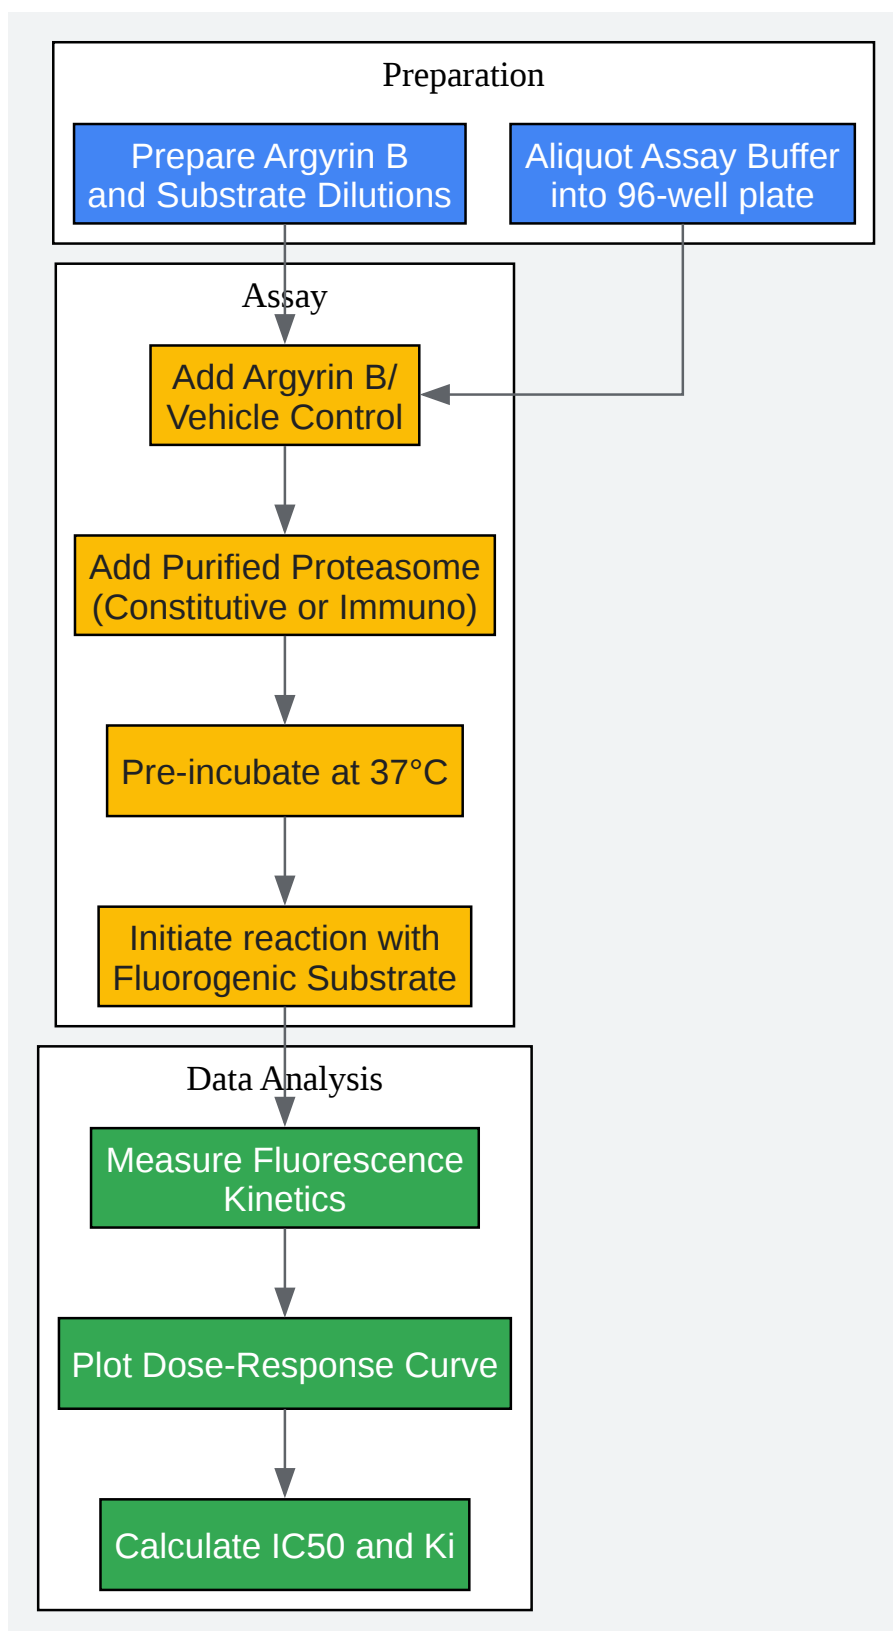 Preparation
Prepare Argyrin B
and Substrate Dilutions
Aliquot Assay Buffer
into 96-well plate
Assay
Add Argyrin B/
Vehicle Control
Add Purified Proteasome
(Constitutive or Immuno)
Pre-incubate at 37°C
Initiate reaction with
Fluorogenic Substrate
Data Analysis
Measure Fluorescence
Kinetics
Plot Dose-Response Curve
Calculate IC50 and Ki